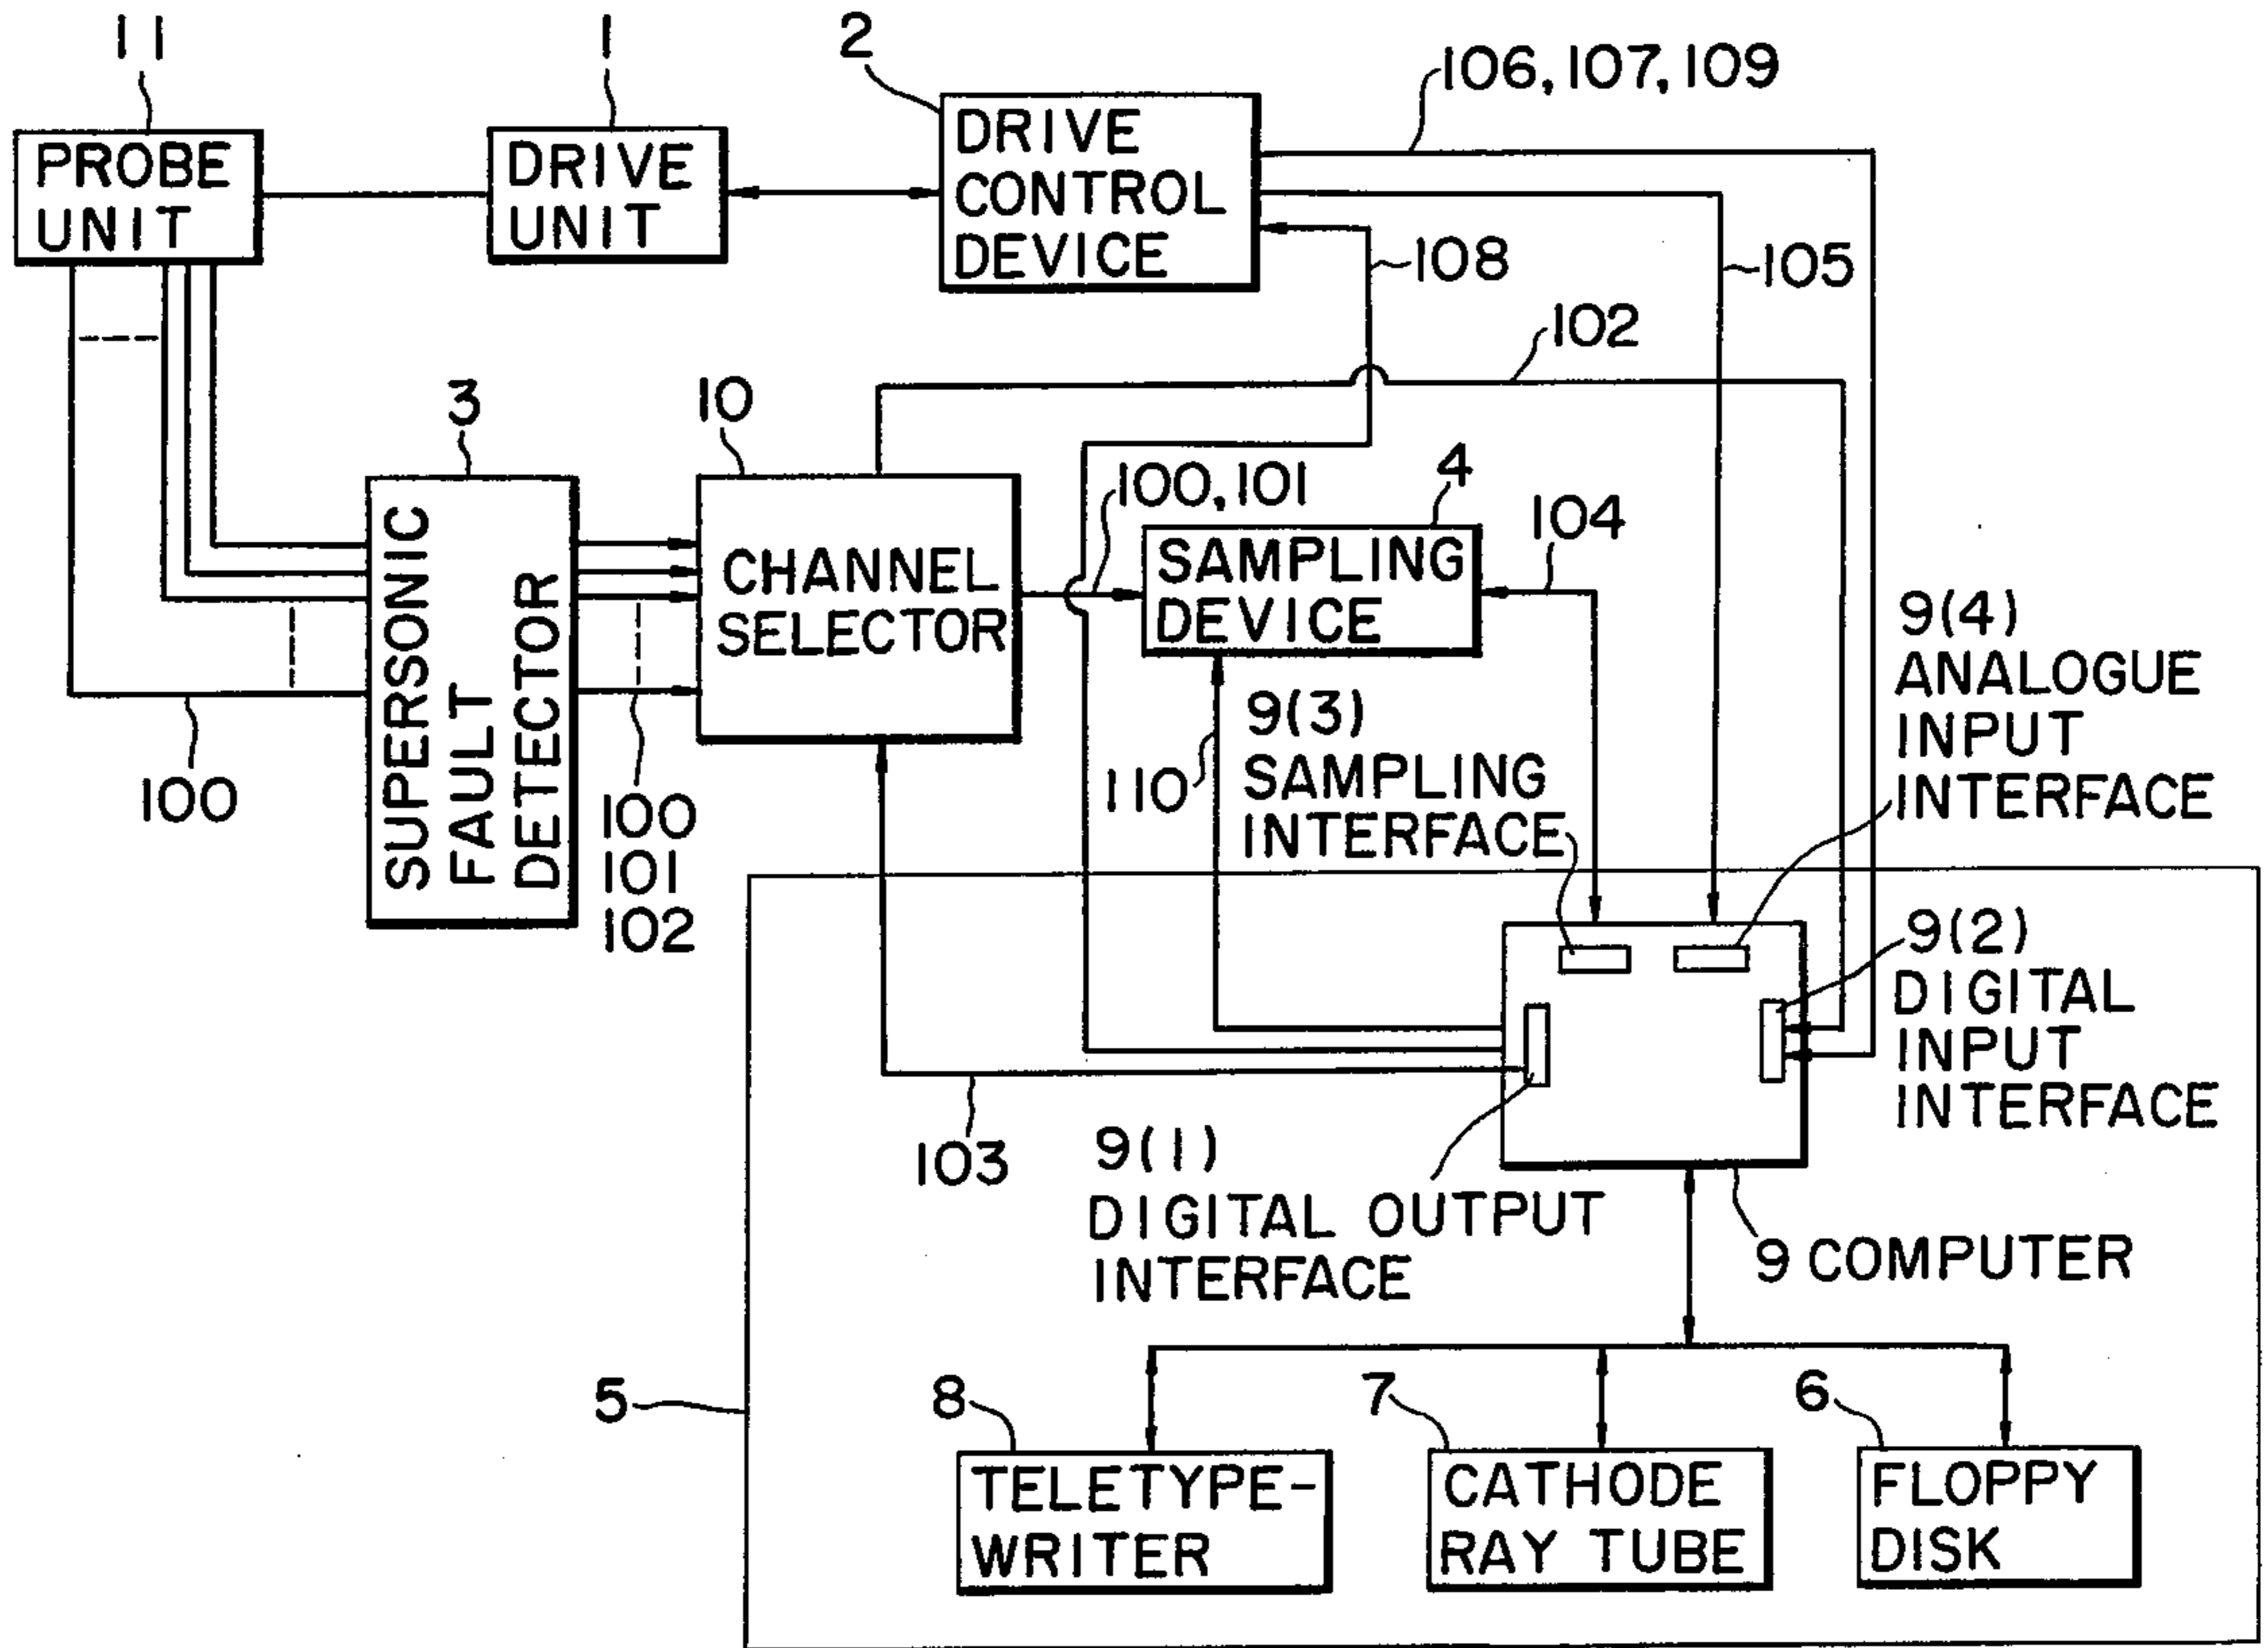 11
1
2
106, 107, 109
PROBE
UNIT
DRIVE
UNIT
DRIVE
CONTROL
DEVICE
108
105
102
3
10
100, 101
4
104
SUPERSONIC
FAULT
DETECTOR
CHANNEL
SELECTOR
SAMPLING
DEVICE
100
100
101
102
110
9(3)
SAMPLING
INTERFACE
9(4)
ANALOGUE
INPUT
INTERFACE
9(2)
DIGITAL
INPUT
INTERFACE
103
9(1)
DIGITAL OUTPUT
INTERFACE
9 COMPUTER
5
8
7
6
TELETYPE-
WRITER
CATHODE
RAY TUBE
FLOPPY
DISK